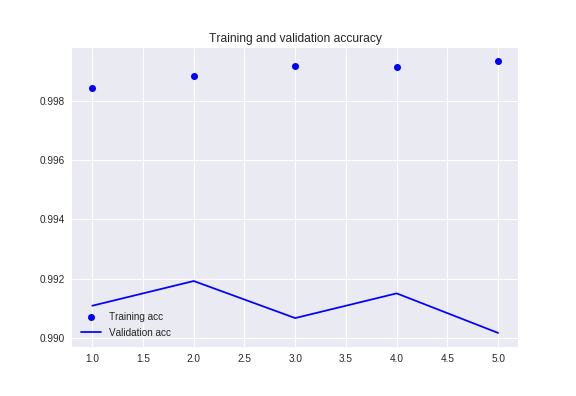 Training and validation accuracy
0.998
0.996
0.994
0.992
0.990
Training acc
Validation acc
1.0 1.5 2.0 2.5 3.0 3.5 4.0 4.5 5.0